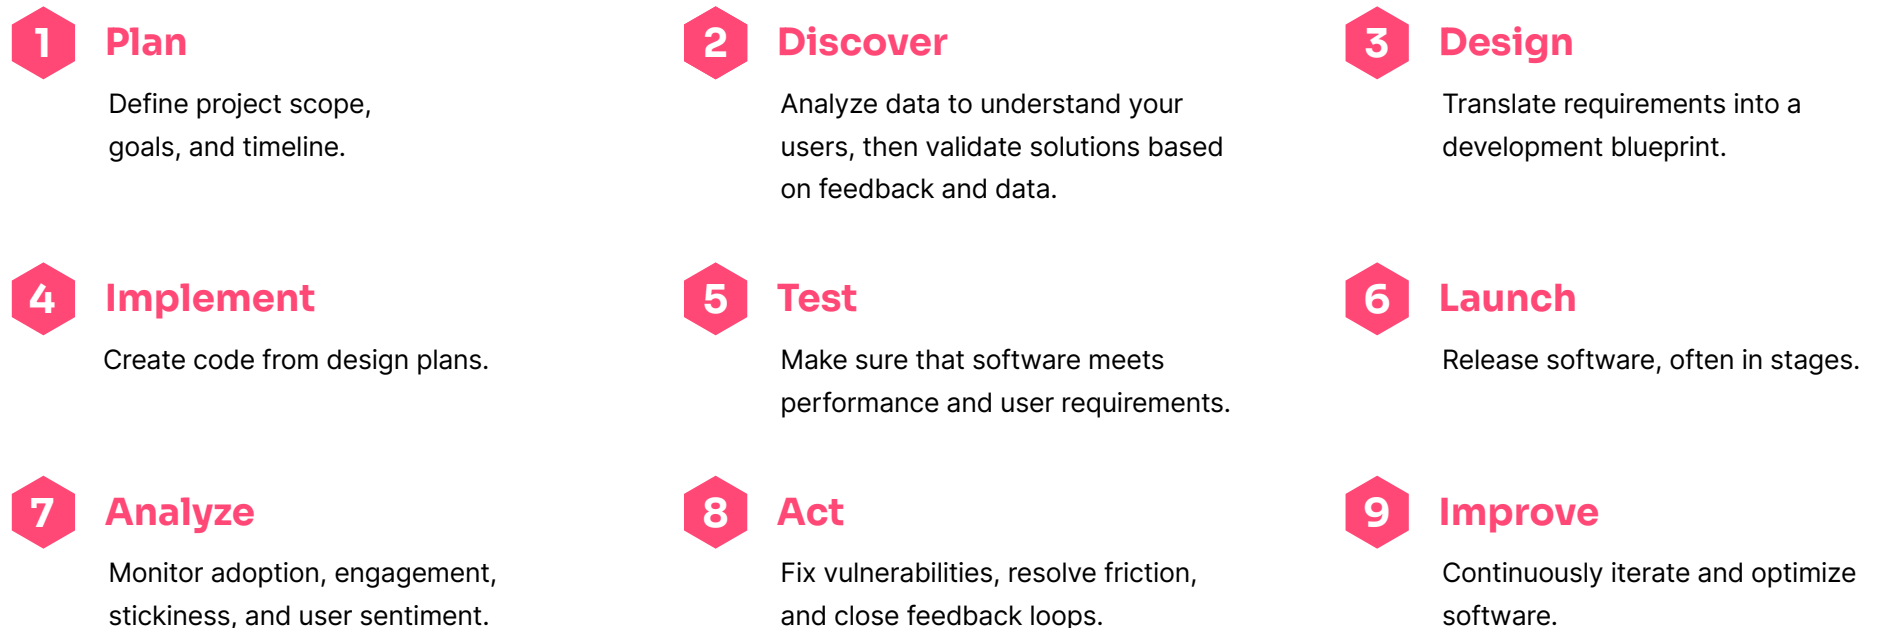 1 Plan
Define project scope,
goals, and timeline.
2 Discover
Analyze data to understand your
users, then validate solutions based
on feedback and data.
3 Design
Translate requirements into a
development blueprint.
4 Implement
Create code from design plans.
5 Test
Make sure that software meets
performance and user requirements.
6 Launch
Release software, often in stages.
7 Analyze
Monitor adoption, engagement,
stickiness, and user sentiment.
8 Act
Fix vulnerabilities, resolve friction,
and close feedback loops.
9 Improve
Continuously iterate and optimize
software.